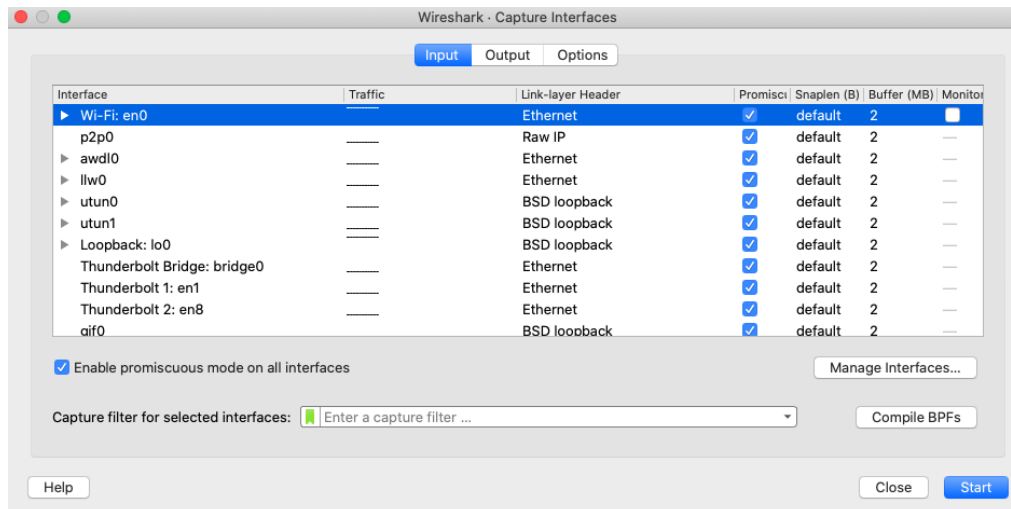 Wireshark · Capture Interfaces
Input Output Options
Interface Traffic Link-layer Header Promiscu Snaplen (B) Buffer (MB) Monitor
Wi-Fi: en0 Ethernet default 2
p2p0 Raw IP default 2 —
awdl0 Ethernet default 2 —
llw0 Ethernet default 2 —
utun0 BSD loopback default 2 —
utun1 BSD loopback default 2 —
Loopback: lo0 BSD loopback default 2 —
Thunderbolt Bridge: bridge0 Ethernet default 2 —
Thunderbolt 1: en1 Ethernet default 2 —
Thunderbolt 2: en8 Ethernet default 2 —
gif0 BSD loopback default 2 —
Enable promiscuous mode on all interfaces Manage Interfaces...
Capture filter for selected interfaces: Enter a capture filter ... Compile BPFs
Help Close Start